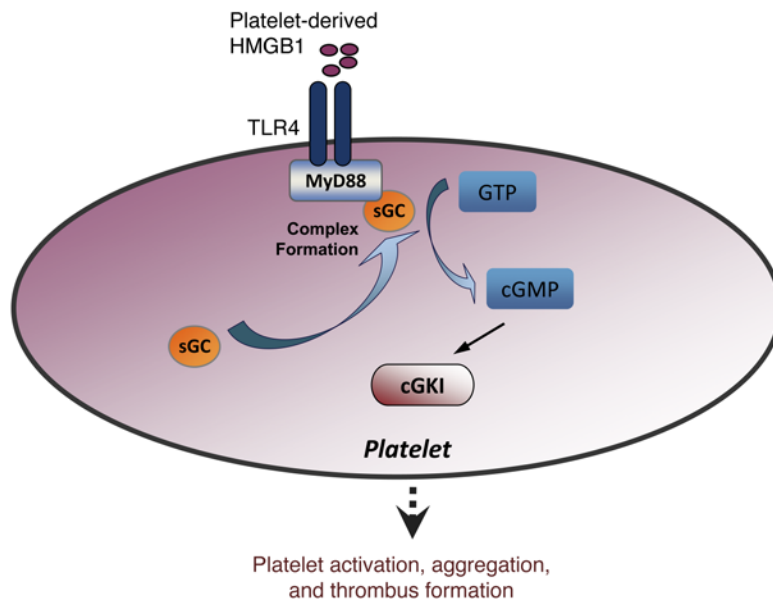 Platelet-derived
HMGB1
TLR4
MyD88
sGC
GTP
Complex
Formation
cGMP
sGC
cGKI
Platelet
Platelet activation, aggregation,
and thrombus formation